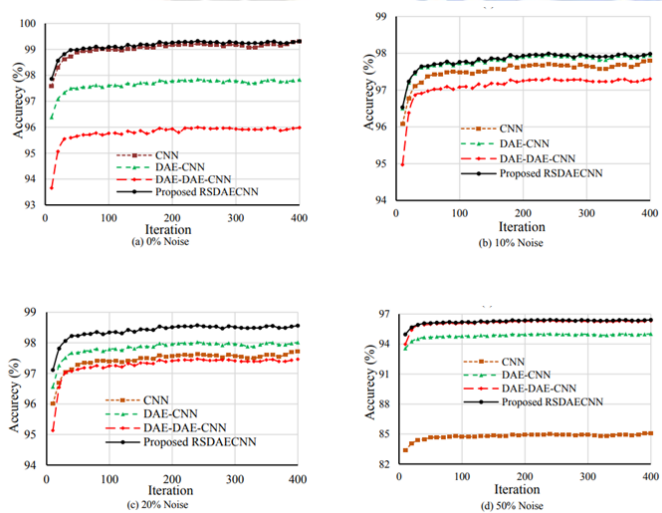 100
99
98
97
96
95
94
93
0 100 200 300 400
Accurecy (%)
CNN
DAE-CNN
DAE-DAE-CNN
Proposed RSDAECNN
Iteration
(a) 0% Noise
99
98
97
96
95
94
0 100 200 300 400
Accurecy (%)
CNN
DAE-CNN
DAE-DAE-CNN
Proposed RSDAECNN
Iteration
(b) 10% Noise
99
98
97
96
95
94
0 100 200 300 400
Accurecy (%)
CNN
DAE-CNN
DAE-DAE-CNN
Proposed RSDAECNN
Iteration
(c) 20% Noise
97
94
91
88
85
82
0 100 200 300 400
Accurecy (%)
CNN
DAE-CNN
DAE-DAE-CNN
Proposed RSDAECNN
Iteration
(d) 50% Noise